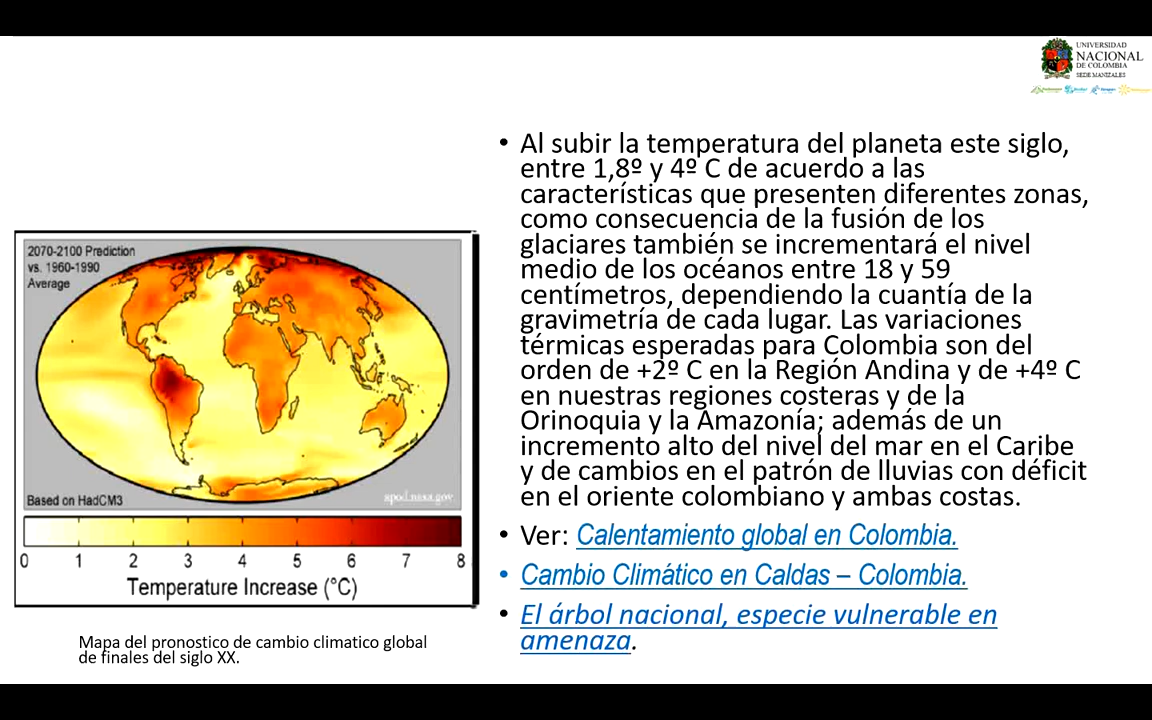 UNIVERSIDAD
NACIONAL
DE COLOMBIA
SEDE MANIZALES
• Al subir la temperatura del planeta este siglo,
entre 1,8º y 4º C de acuerdo a las
características que presenten diferentes zonas,
como consecuencia de la fusión de los
glaciares también se incrementará el nivel
medio de los océanos entre 18 y 59
centímetros, dependiendo la cuantía de la
gravimetría de cada lugar. Las variaciones
térmicas esperadas para Colombia son del
orden de +2º C en la Región Andina y de +4º C
en nuestras regiones costeras y de la
Orinoquia y la Amazonía; además de un
incremento alto del nivel del mar en el Caribe
y de cambios en el patrón de lluvias con déficit
en el oriente colombiano y ambas costas.
• Ver: Calentamiento global en Colombia.
• Cambio Climático en Caldas – Colombia.
• El árbol nacional, especie vulnerable en
amenaza.
2070-2100 Prediction
vs. 1960-1990
Average
Based on HadCM3
apod.nasa.gov
0 1 2 3 4 5 6 7 8
Temperature Increase (°C)
Mapa del pronostico de cambio climatico global
de finales del siglo XX.